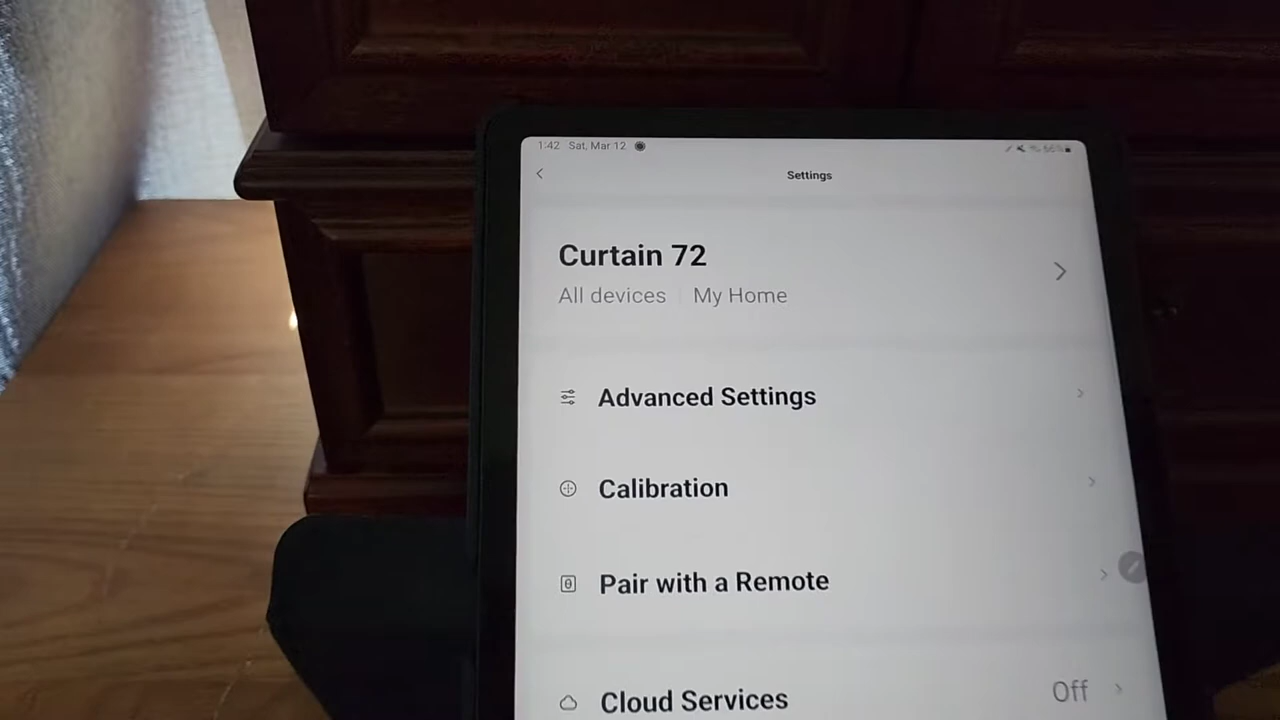 1:42 Sat, Mar 12
Settings
Curtain 72
All devices My Home
Advanced Settings
Calibration
Pair with a Remote
Cloud Services Off